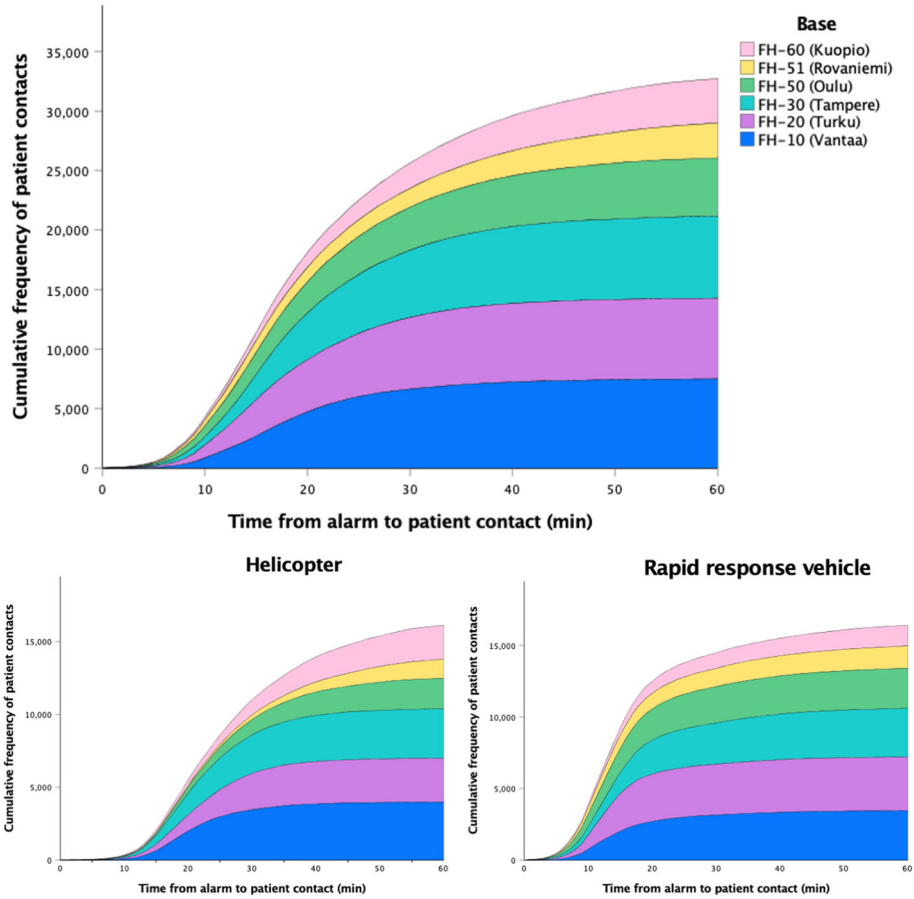 Base
FH-60 (Kuopio)
FH-51 (Rovaniemi)
FH-50 (Oulu)
FH-30 (Tampere)
FH-20 (Turku)
FH-10 (Vantaa)
Cumulative frequency of patient contacts
35,000
30,000
25,000
20,000
15,000
10,000
5,000
0
0 10 20 30 40 50 60
Time from alarm to patient contact (min)
Helicopter
Cumulative frequency of patient contacts
15,000
10,000
5,000
0
0 10 20 30 40 50 60
Time from alarm to patient contact (min)
Rapid response vehicle
Cumulative frequency of patient contacts
15,000
10,000
5,000
0
0 10 20 30 40 50 60
Time from alarm to patient contact (min)